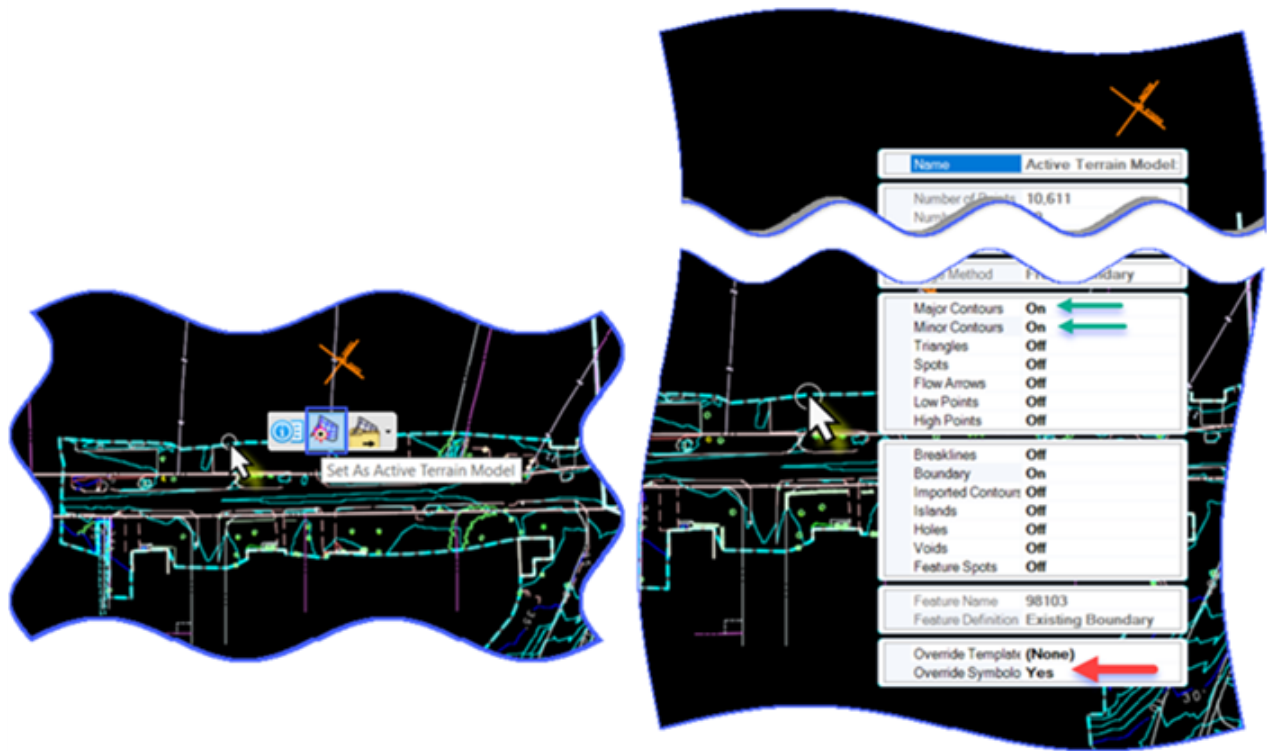 Set As Active Terrain Model
Name Active Terrain Model:
Number of Points 10,611
Method
Major Contours On
Minor Contours On
Triangles Off
Spots Off
Flow Arrows Off
Low Points Off
High Points Off
Breaklines Off
Boundary On
Imported Contours Off
Islands Off
Holes Off
Voids Off
Feature Spots Off
Feature Name 98103
Feature Definition Existing Boundary
Override Template (None)
Override Symbolo Yes
30'